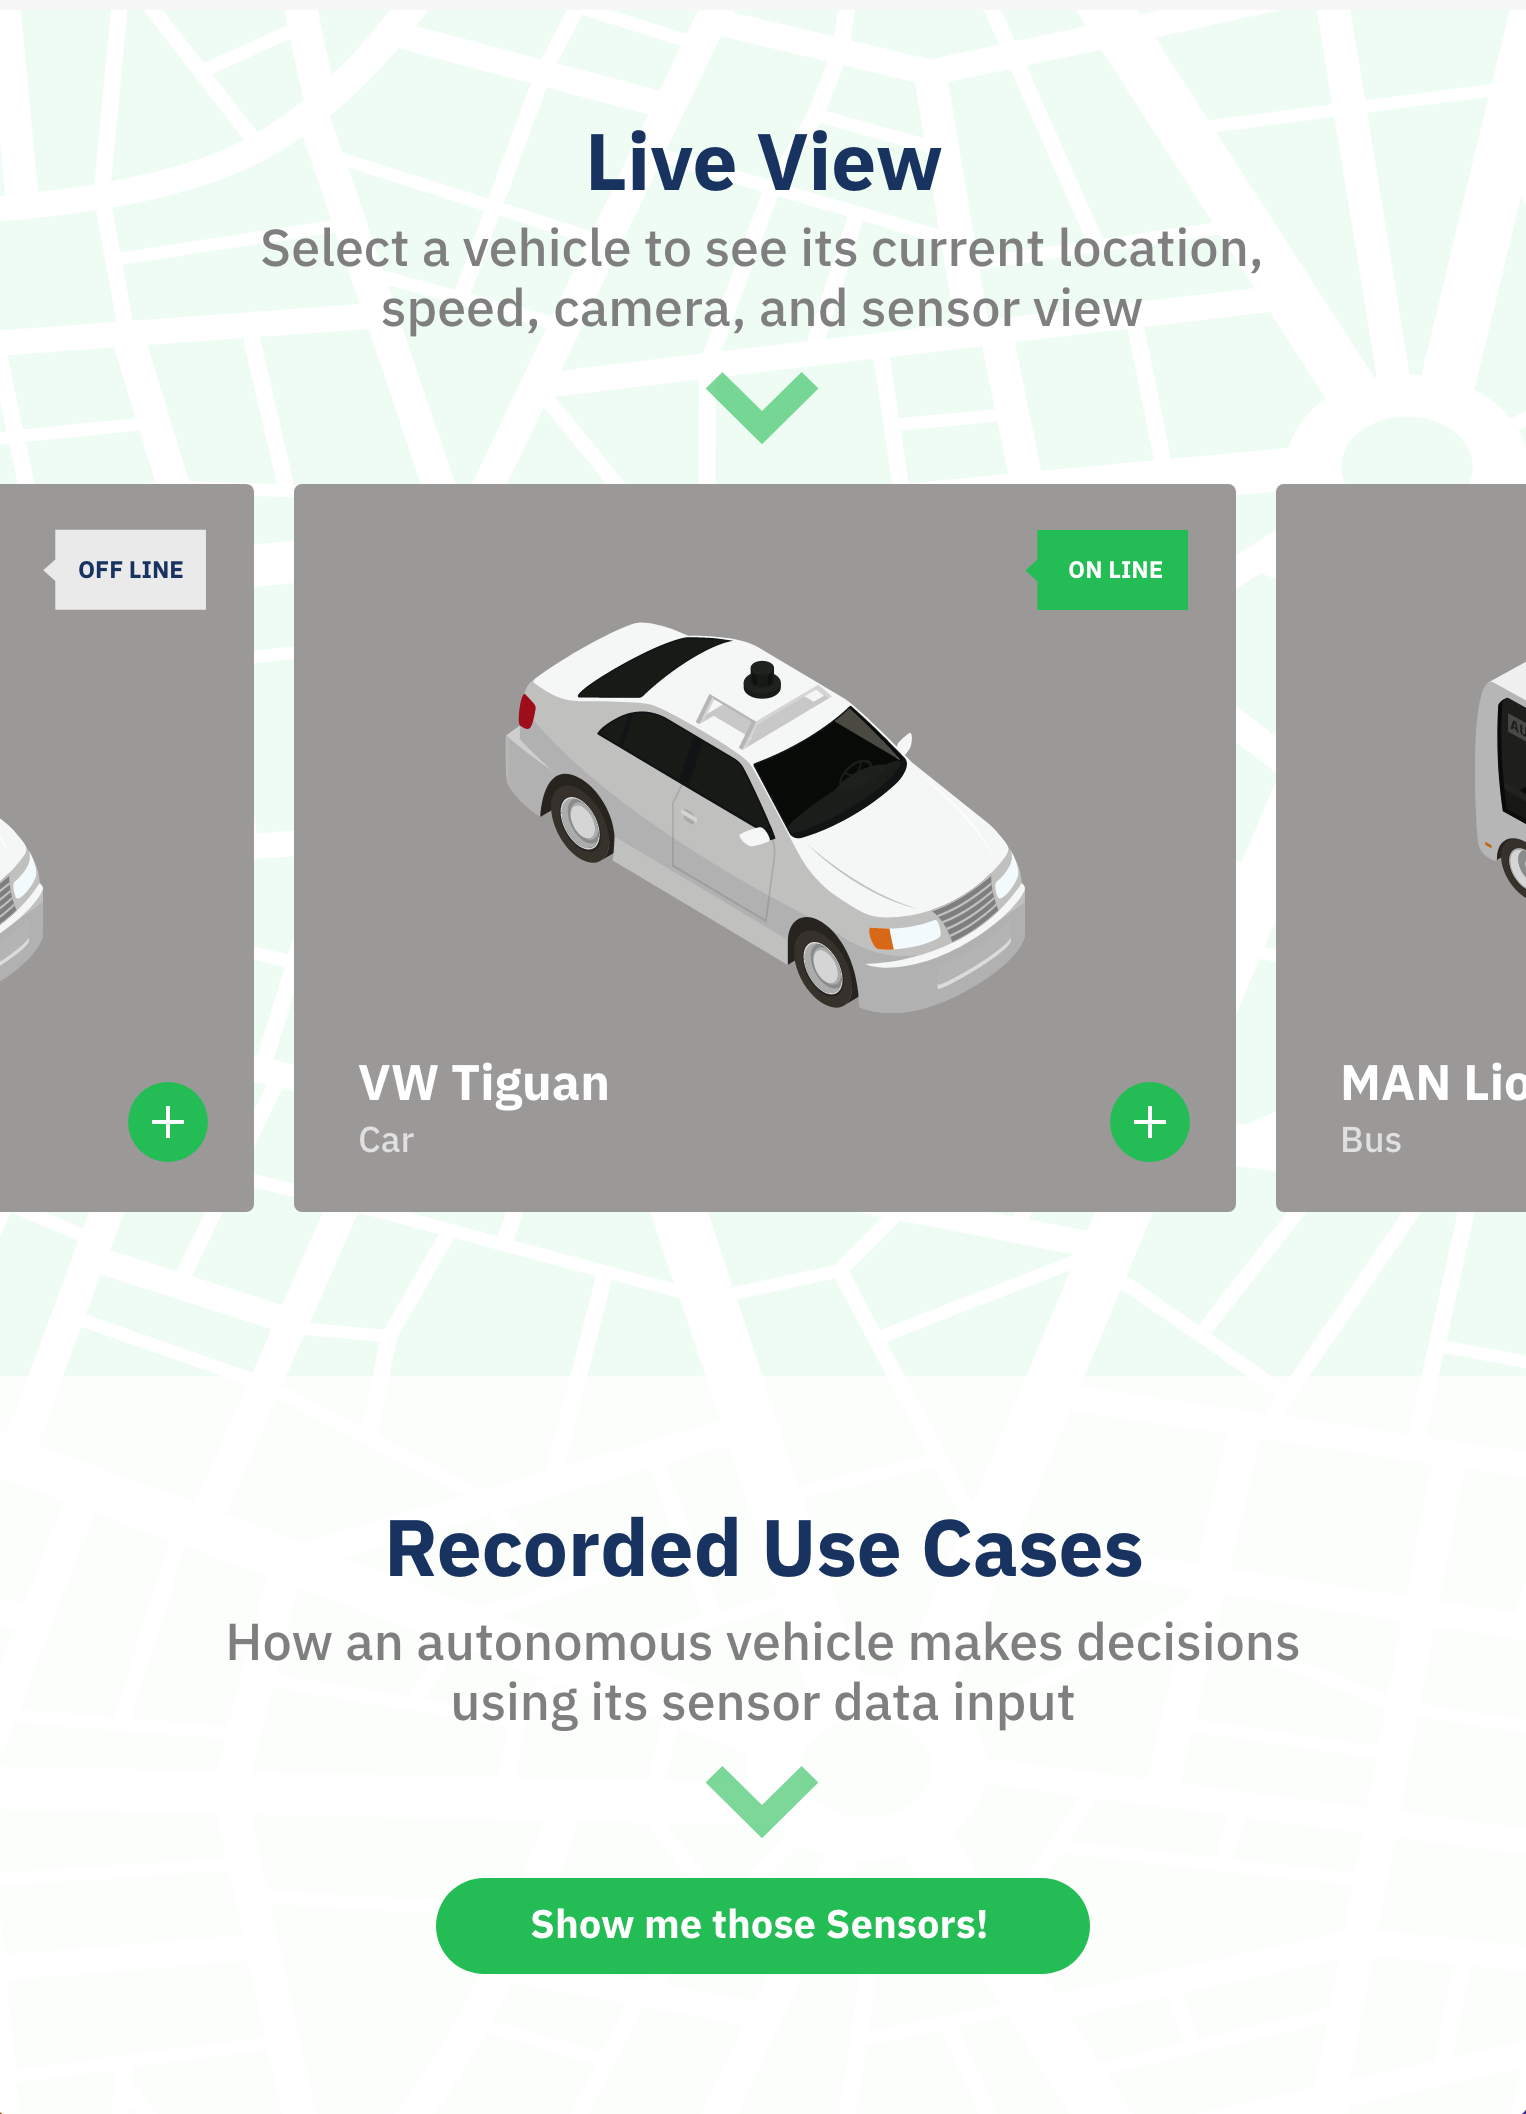 Live View
Select a vehicle to see its current location,
speed, camera, and sensor view
OFF LINE
ON LINE
VW Tiguan
Car
MAN
Bus
Recorded Use Cases
How an autonomous vehicle makes decisions
using its sensor data input
Show me those Sensors!